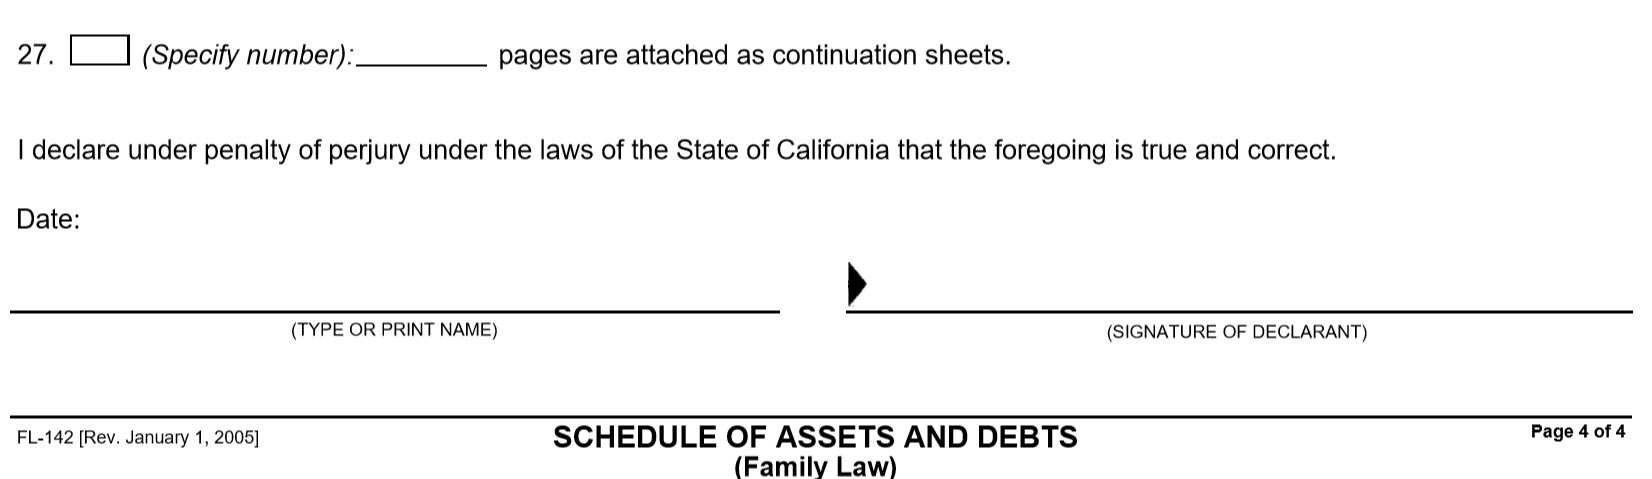 27. (Specify number): pages are attached as continuation sheets.
I declare under penalty of perjury under the laws of the State of California that the foregoing is true and correct.
Date:
(TYPE OR PRINT NAME)
(SIGNATURE OF DECLARANT)
FL-142 [Rev. January 1, 2005]
SCHEDULE OF ASSETS AND DEBTS
Page 4 of 4
(Family Law)